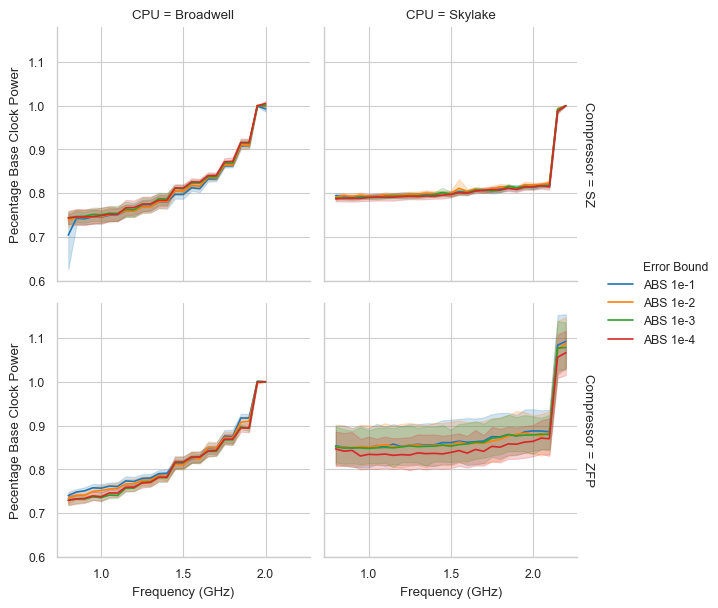 CPU = Broadwell
CPU = Skylake
Pecentage Base Clock Power
1.1
1.0
0.9
0.8
0.7
0.6
Compressor = SZ
Pecentage Base Clock Power
1.1
1.0
0.9
0.8
0.7
0.6
Compressor = ZFP
1.0
1.5
2.0
1.0
1.5
2.0
Frequency (GHz)
Frequency (GHz)
Error Bound
ABS 1e-1
ABS 1e-2
ABS 1e-3
ABS 1e-4